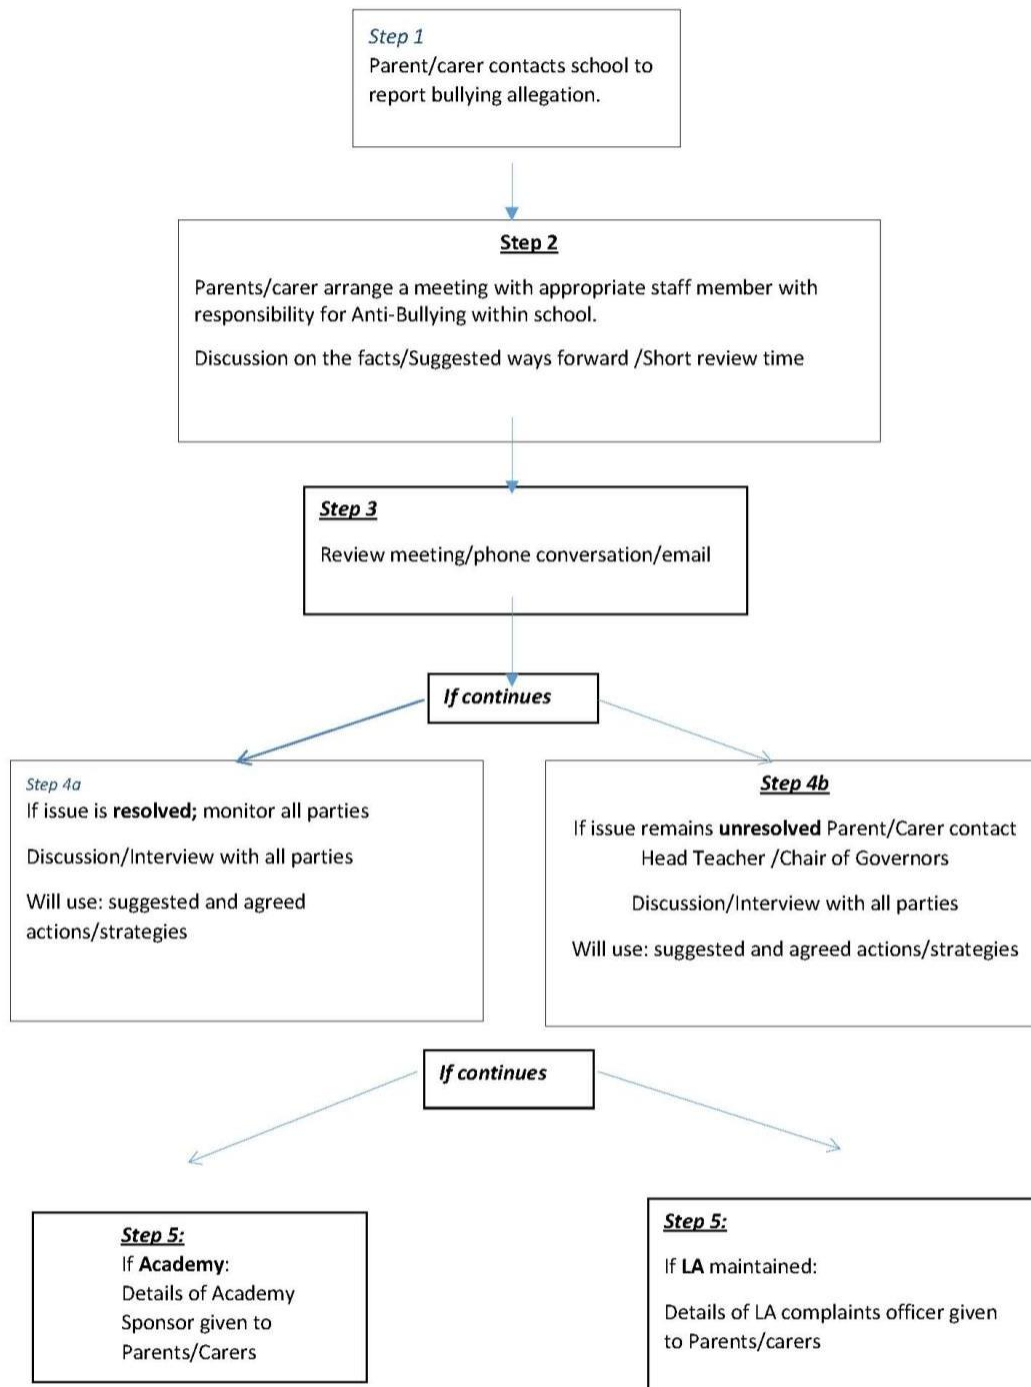 Step 1
Parent/carer contacts school to
report bullying allegation.
Step 2
Parents/carer arrange a meeting with appropriate staff member with
responsibility for Anti-Bullying within school.
Discussion on the facts/Suggested ways forward /Short review time
Step 3
Review meeting/phone conversation/email
If continues
Step 4a
If issue is resolved; monitor all parties
Discussion/Interview with all parties
Will use: suggested and agreed
actions/strategies
Step 4b
If issue remains unresolved Parent/Carer contact
Head Teacher /Chair of Governors
Discussion/Interview with all parties
Will use: suggested and agreed actions/strategies
If continues
Step 5:
If Academy:
Details of Academy
Sponsor given to
Parents/Carers
Step 5:
If LA maintained:
Details of LA complaints officer given
to Parents/carers